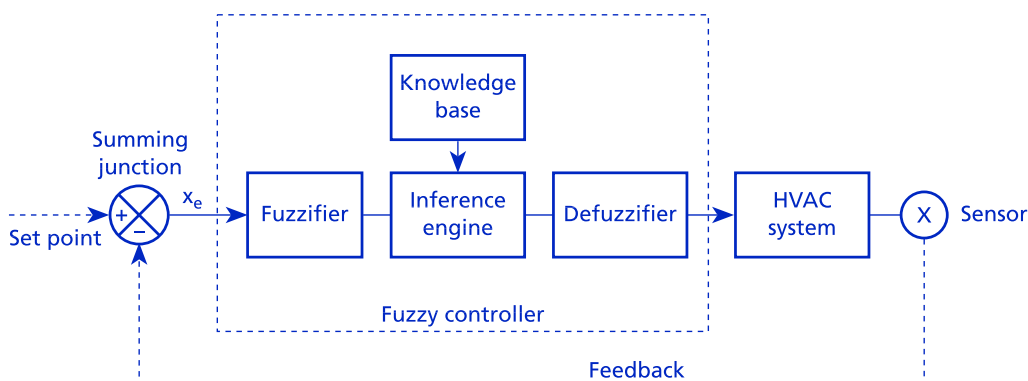 Knowledge
base
Summing
junction
xe
+
−
Set point
Fuzzifier
Inference
engine
Defuzzifier
HVAC
system
X
Sensor
Fuzzy controller
Feedback